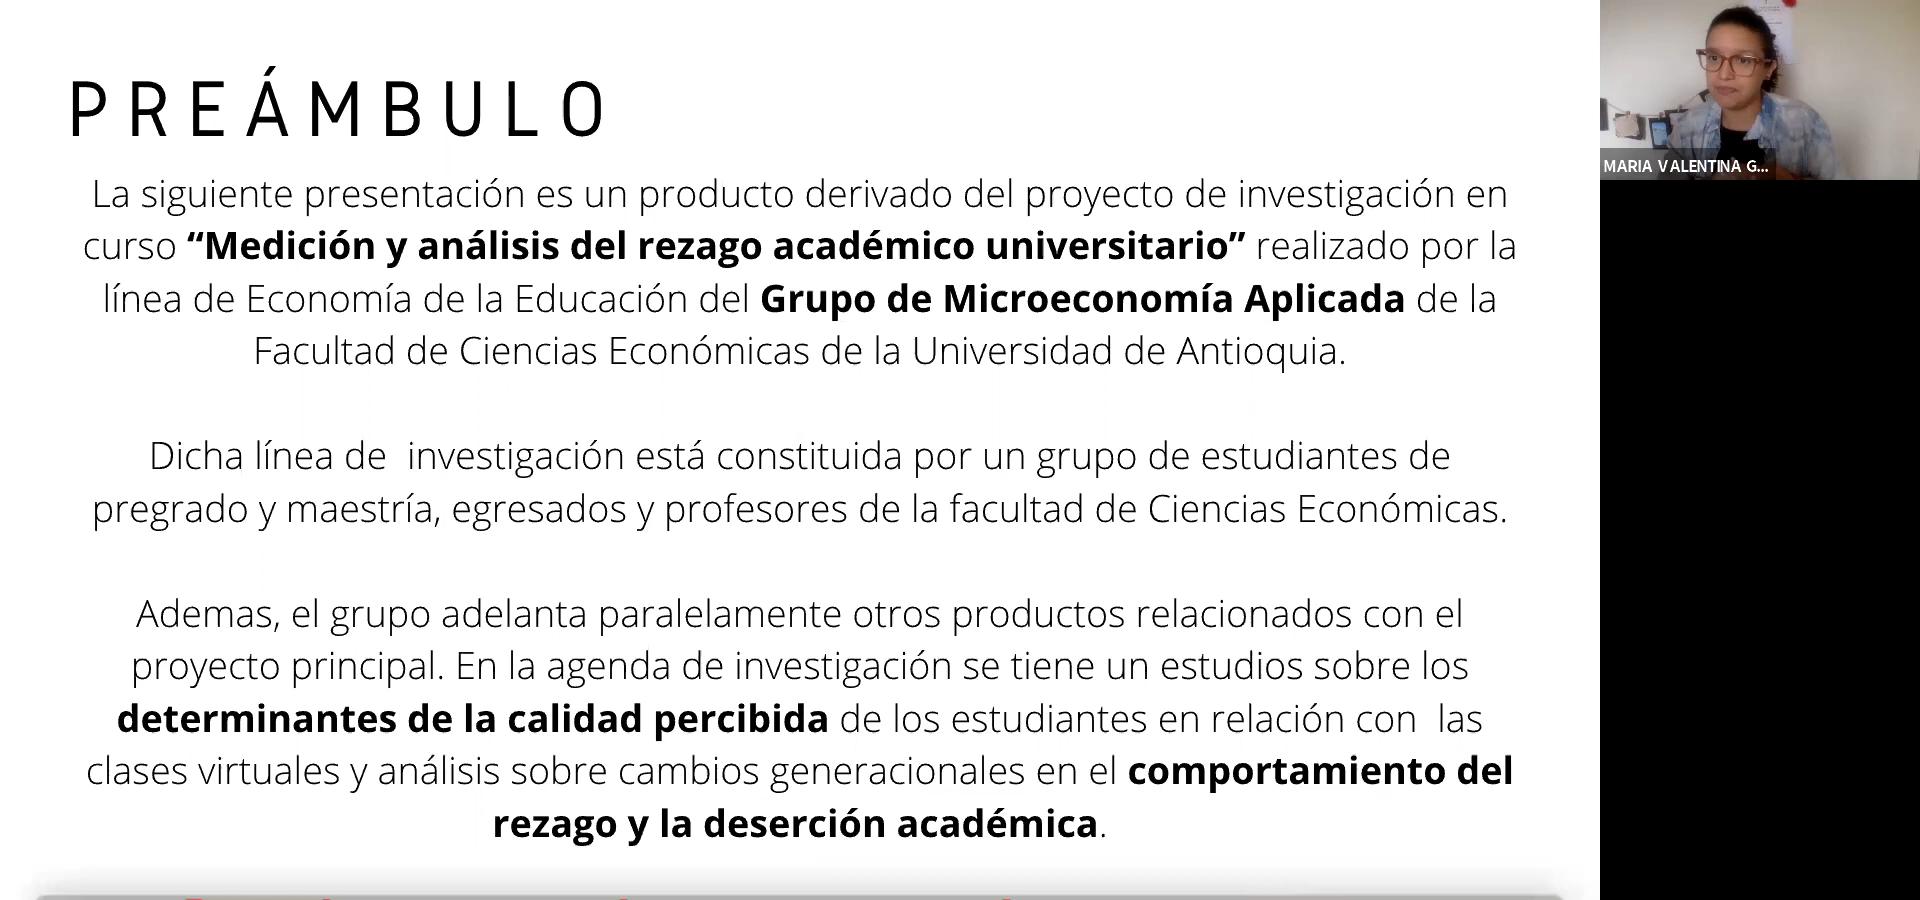 PREÁMBULO
La siguiente presentación es un producto derivado del proyecto de investigación en
curso “Medición y análisis del rezago académico universitario” realizado por la
línea de Economía de la Educación del Grupo de Microeconomía Aplicada de la
Facultad de Ciencias Económicas de la Universidad de Antioquia.
Dicha línea de  investigación está constituida por un grupo de estudiantes de
pregrado y maestría, egresados y profesores de la facultad de Ciencias Económicas.
Ademas, el grupo adelanta paralelamente otros productos relacionados con el
proyecto principal. En la agenda de investigación se tiene un estudios sobre los
determinantes de la calidad percibida de los estudiantes en relación con  las
clases virtuales y análisis sobre cambios generacionales en el comportamiento del
rezago y la deserción académica.
MARIA VALENTINA G...